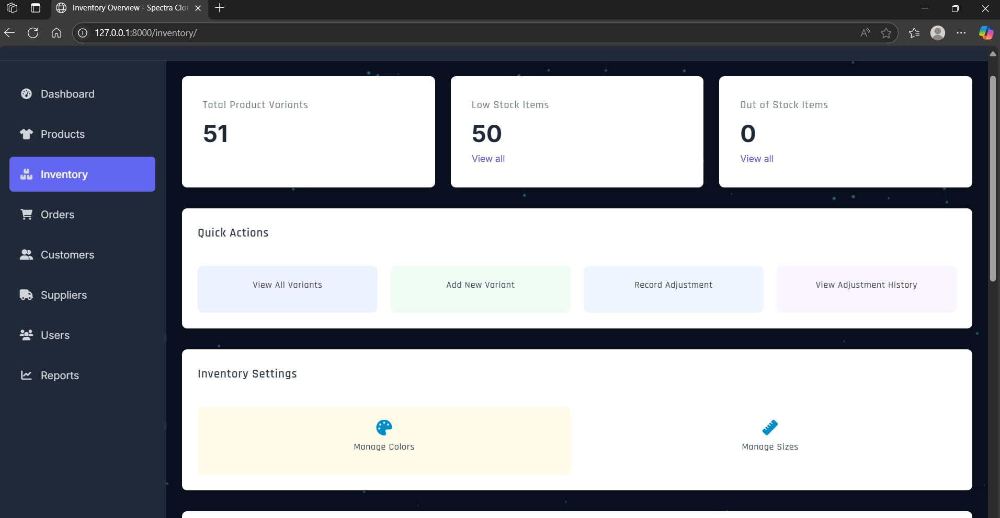 Inventory Overview - Spectra Clot
127.0.0.1:8000/inventory/
Dashboard
Products
Inventory
Orders
Customers
Suppliers
Users
Reports
Total Product Variants
51
Low Stock Items
50
View all
Out of Stock Items
0
View all
Quick Actions
View All Variants
Add New Variant
Record Adjustment
View Adjustment History
Inventory Settings
Manage Colors
Manage Sizes